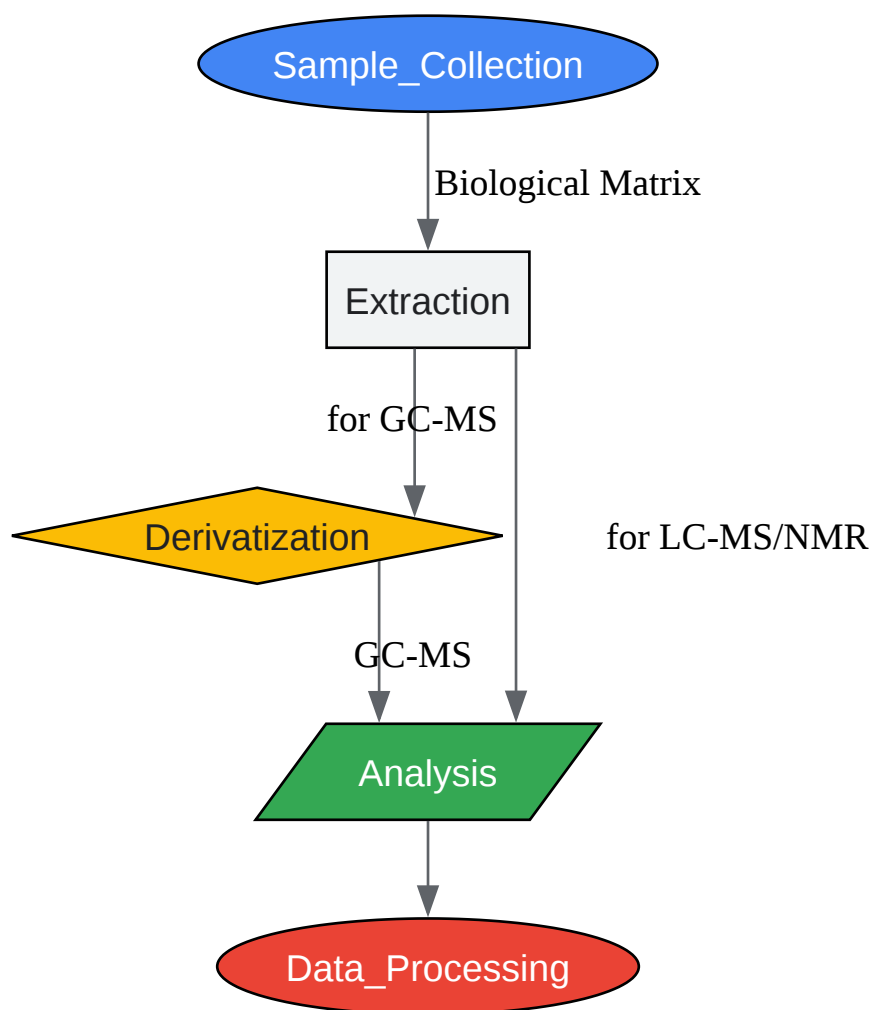 Sample_Collection
Biological Matrix
Extraction
for GC-MS
Derivatization
for LC-MS/NMR
GC-MS
Analysis
Data_Processing